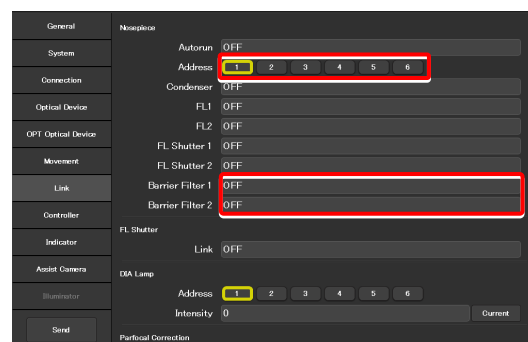 General
System
Connection
Optical Device
OPT Optical Device
Movement
Link
Controller
Indicator
Assist Camera
Illuminator
Send
Nosepiece
Autorun OFF
Address 1 2 3 4 5 6
Condenser OFF
FL1 OFF
FL2 OFF
FL Shutter 1 OFF
FL Shutter 2 OFF
Barrier Filter 1 OFF
Barrier Filter 2 OFF
FL Shutter
Link OFF
DIA Lamp
Address 1 2 3 4 5 6
Intensity 0 Current
Parfocal Correction